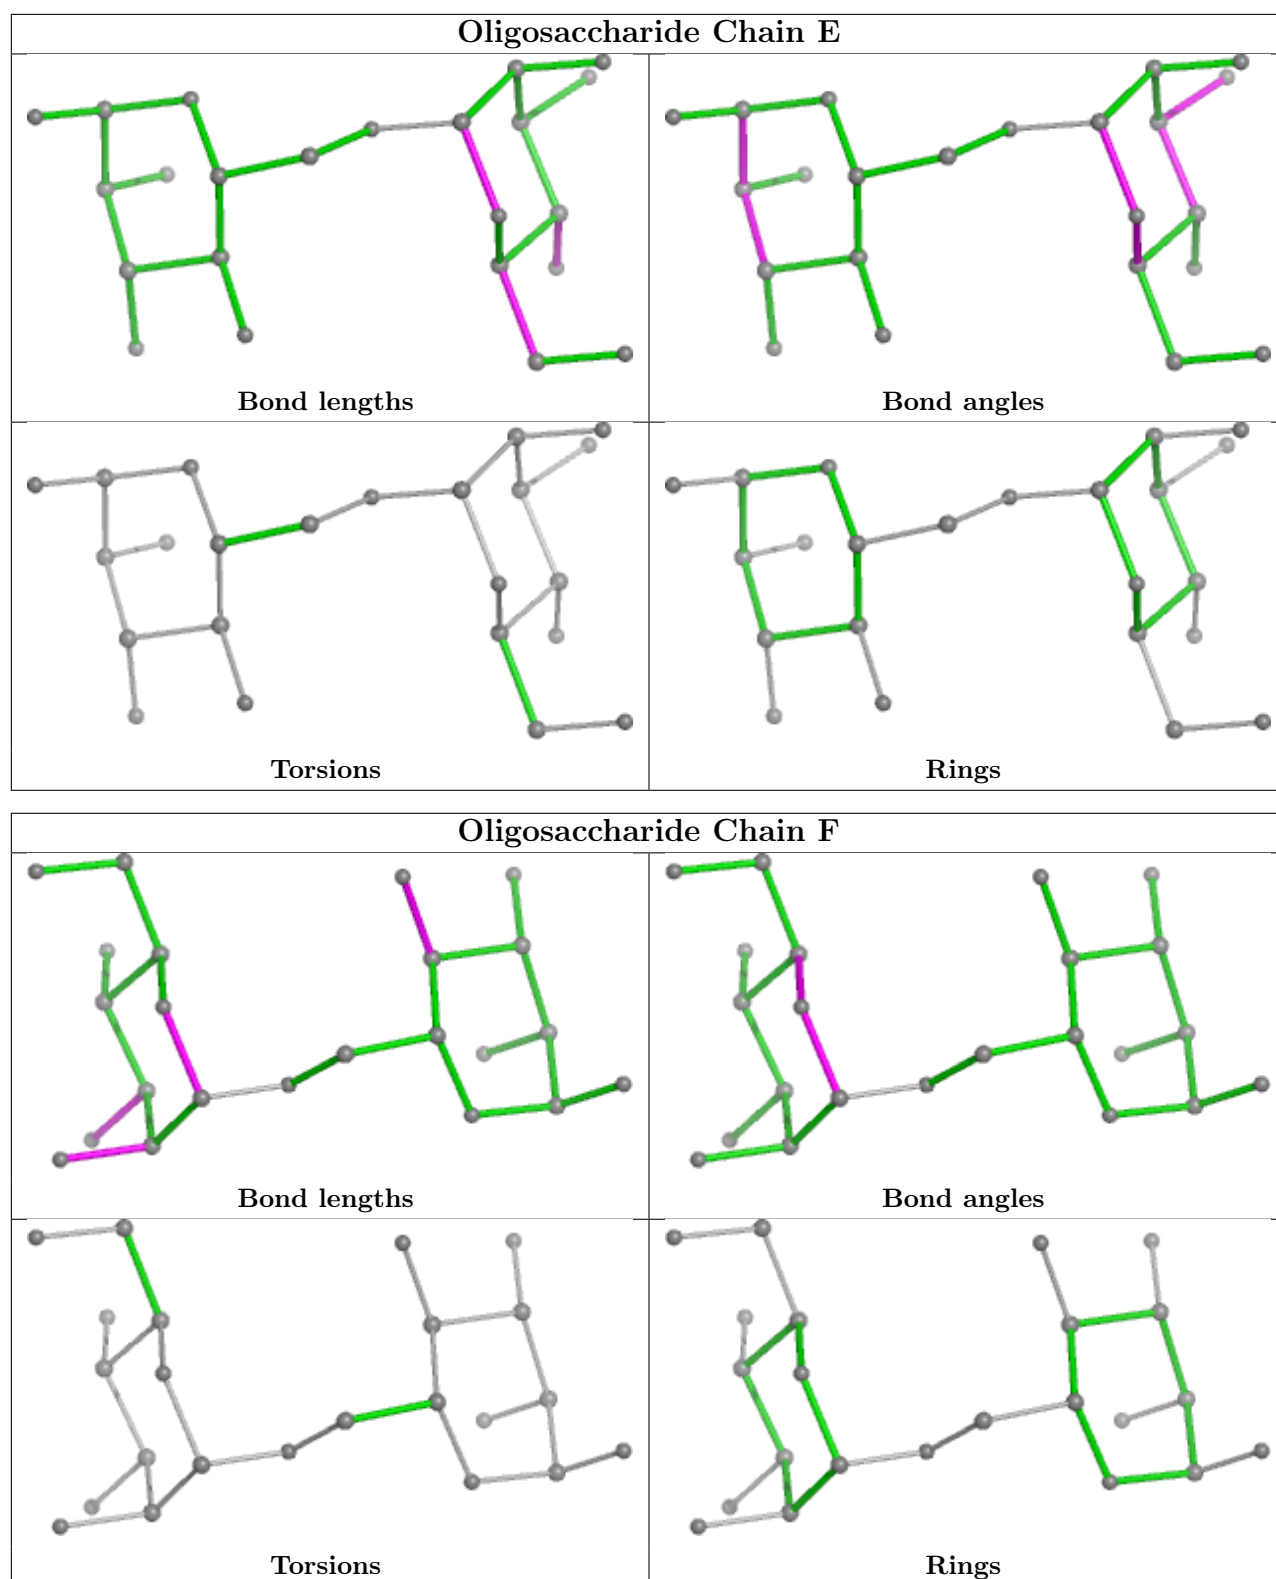 Oligosaccharide Chain E
Bond lengths
Bond angles
Torsions
Rings
Oligosaccharide Chain F
Bond lengths
Bond angles
Torsions
Rings